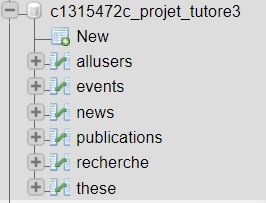 c1315472c_projet_tutore3
New
allusers
events
news
publications
recherche
these